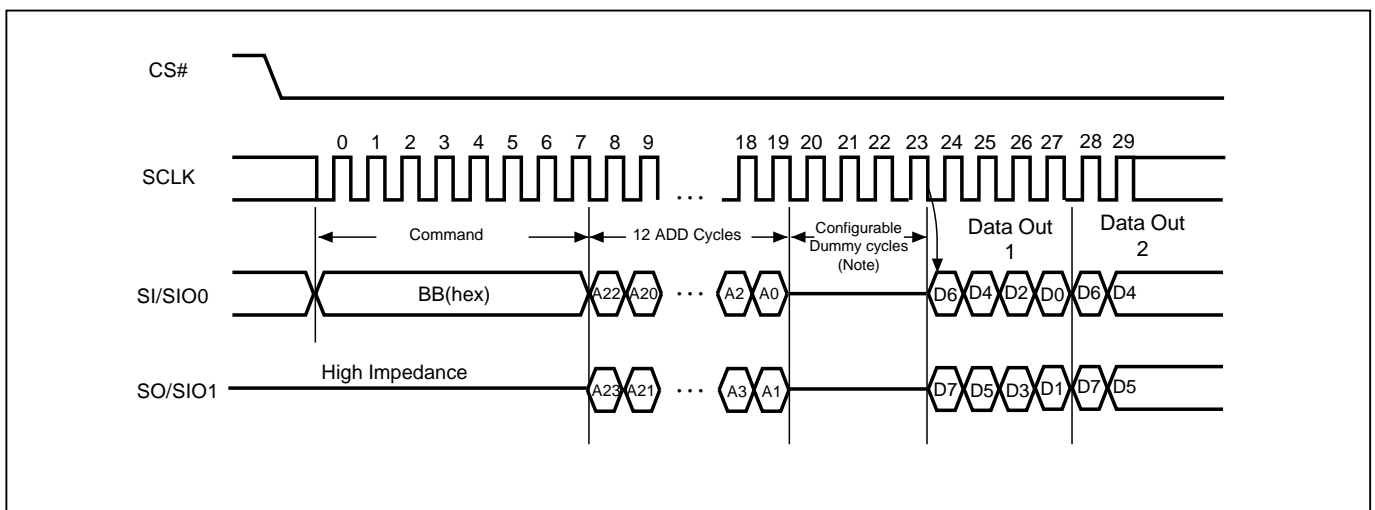 CS#
0 1 2 3 4 5 6 7 8 9 18 19 20 21 22 23 24 25 26 27 28 29
SCLK
...
Command
12 ADD Cycles
Configurable
Dummy cycles
(Note)
Data Out
1
Data Out
2
SI/SIO0
BB(hex)
A22 A20 ... A2 A0 D6 D4 D2 D0 D6 D4
High Impedance
SO/SIO1
A23 A21 ... A3 A1 D7 D5 D3 D1 D7 D5